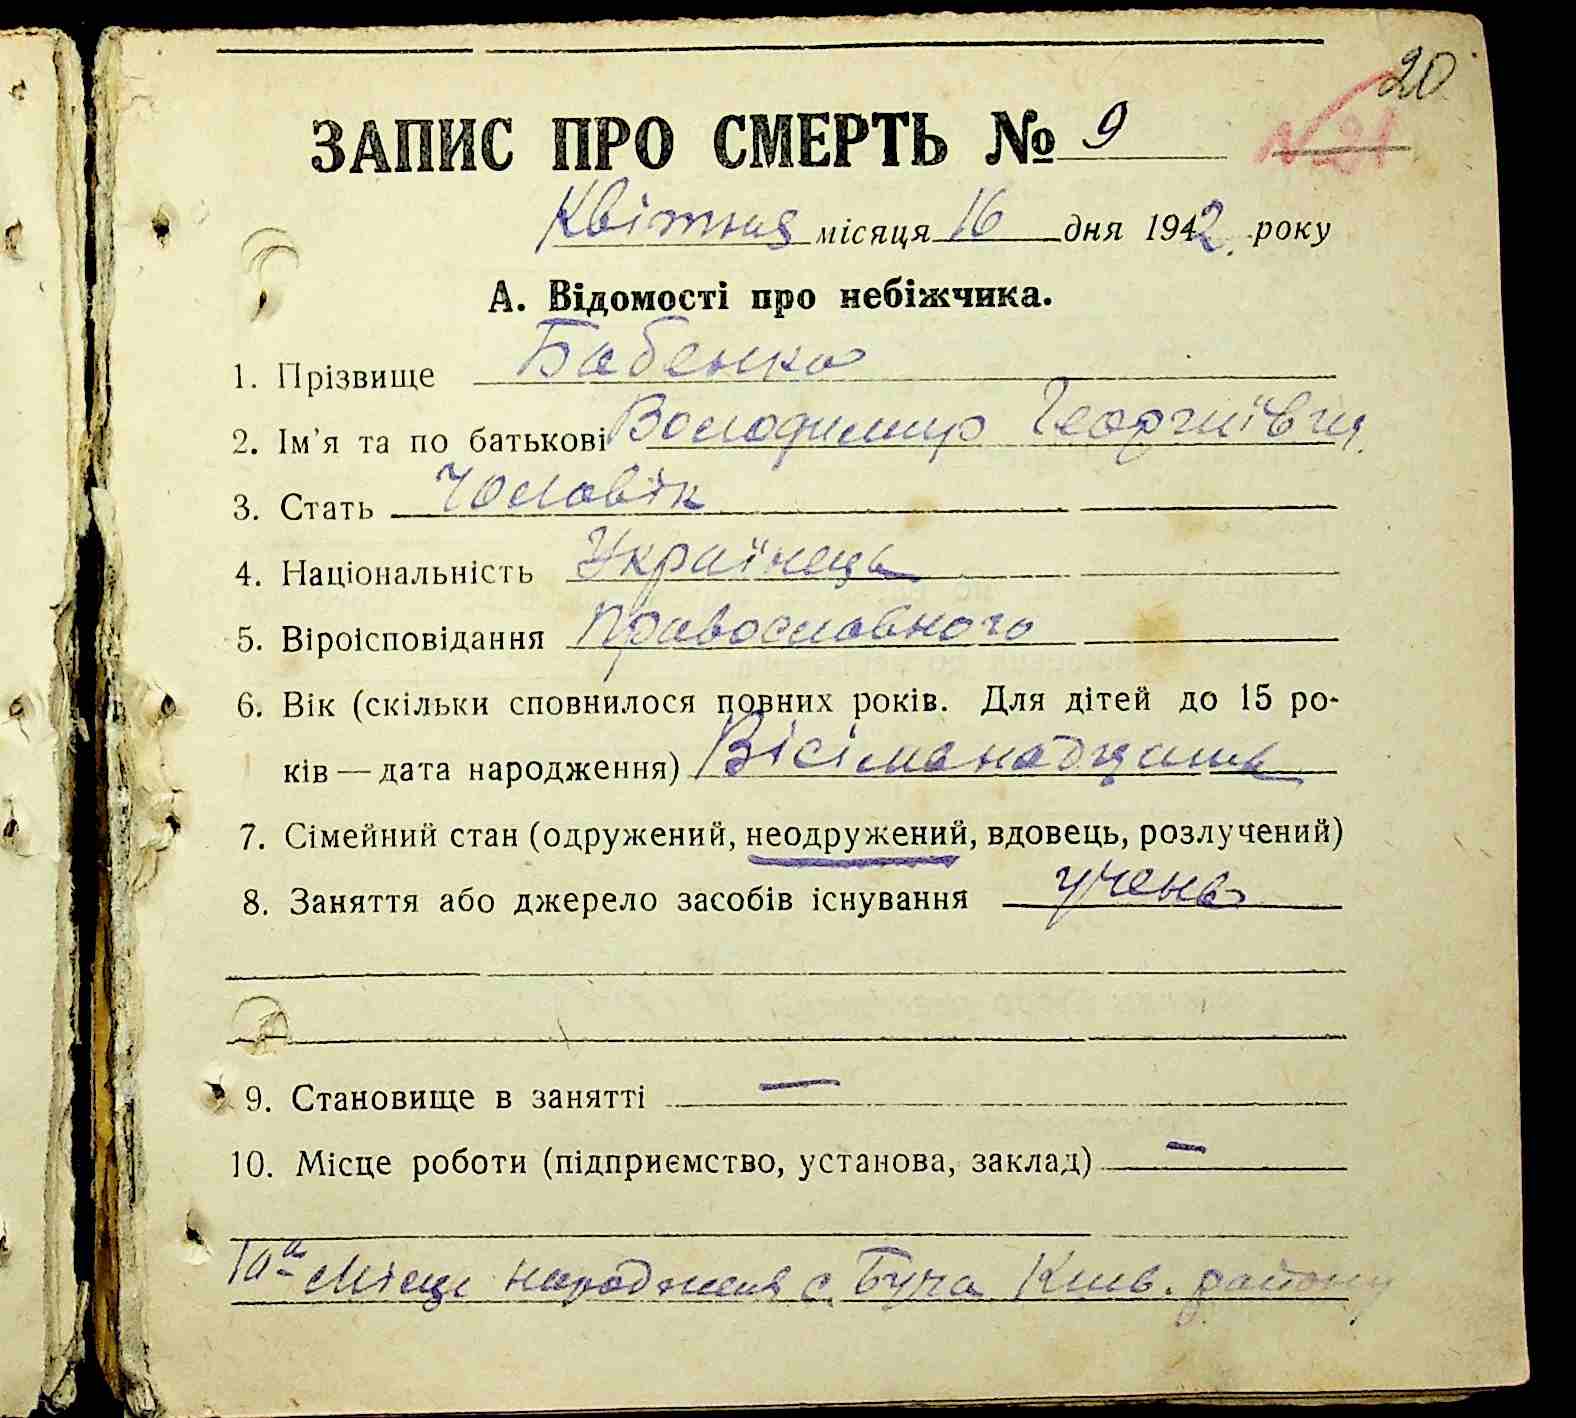 20
ЗАПИС ПРО СМЕРТЬ № 9 №21
Квітня місяця 16 дня 1942 року
А. Відомості про небіжчика.
1. Прізвище Бабенко
2. Ім'я та по батькові Володимир Георгиївич
3. Стать Чоловік
4. Національність Українець
5. Віроісповідання Православного
6. Вік (скільки сповнилося повних років. Для дітей до 15 ро-
ків — дата народження) Вісіманадцать
7. Сімейний стан (одружений, неодружений, вдовець, розлучений)
8. Заняття або джерело засобів існування учень
9. Становище в занятті —
10. Місце роботи (підприємство, установа, заклад) —
10а Місце народження с. Буча Київ. району